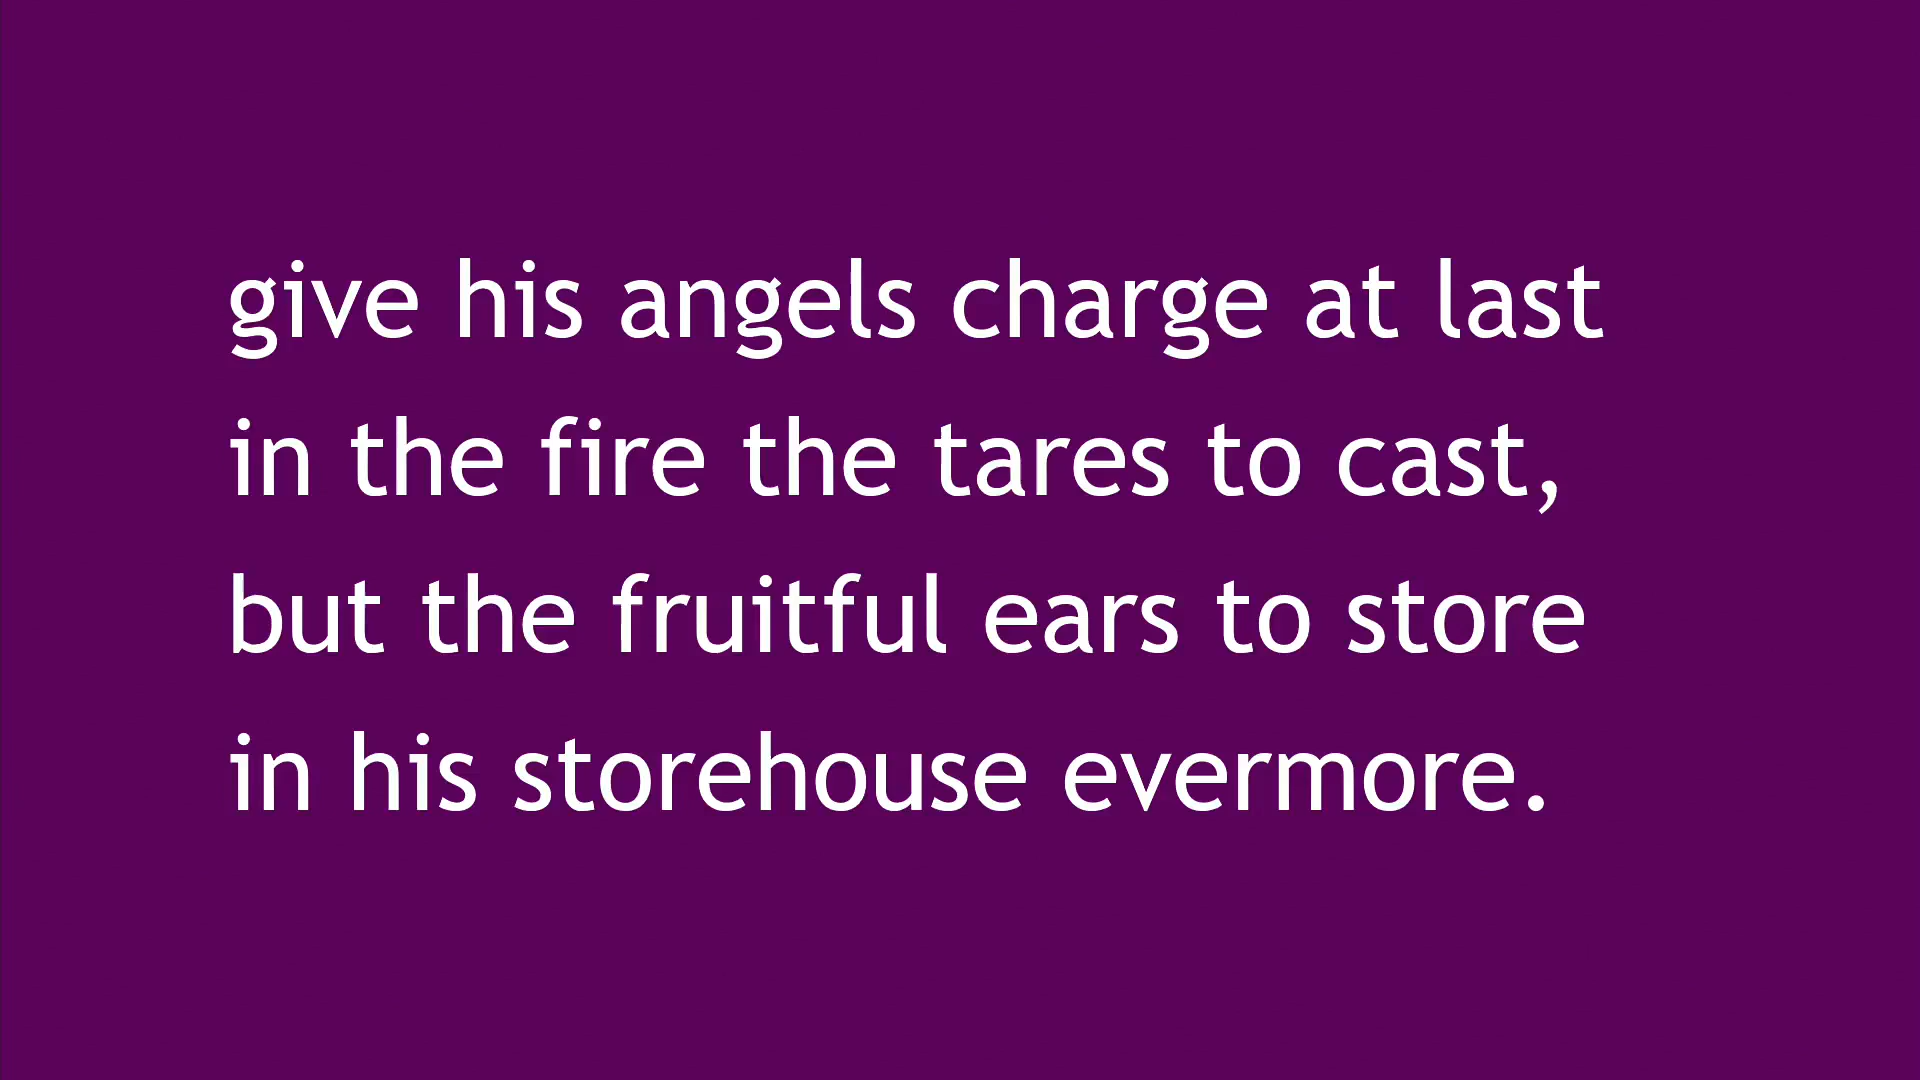 give his angels charge at last
in the fire the tares to cast,
but the fruitful ears to store
in his storehouse evermore.